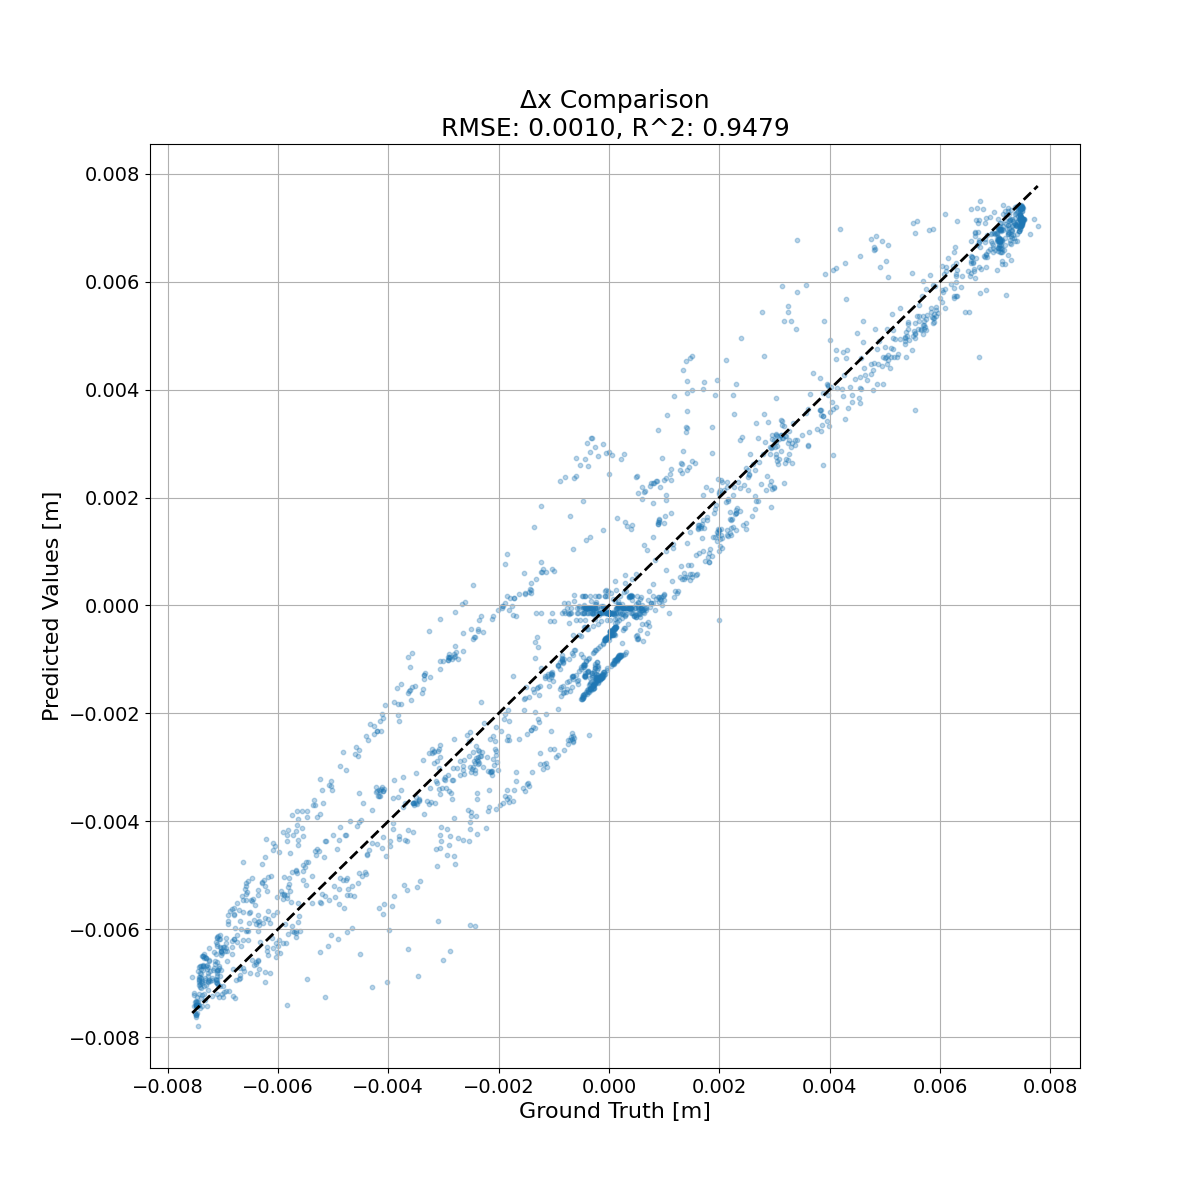 Δx Comparison
RMSE: 0.0010, R^2: 0.9479
0.008
0.006
0.004
0.002
0.000
−0.002
−0.004
−0.006
−0.008
Predicted Values [m]
−0.008 −0.006 −0.004 −0.002 0.000 0.002 0.004 0.006 0.008
Ground Truth [m]